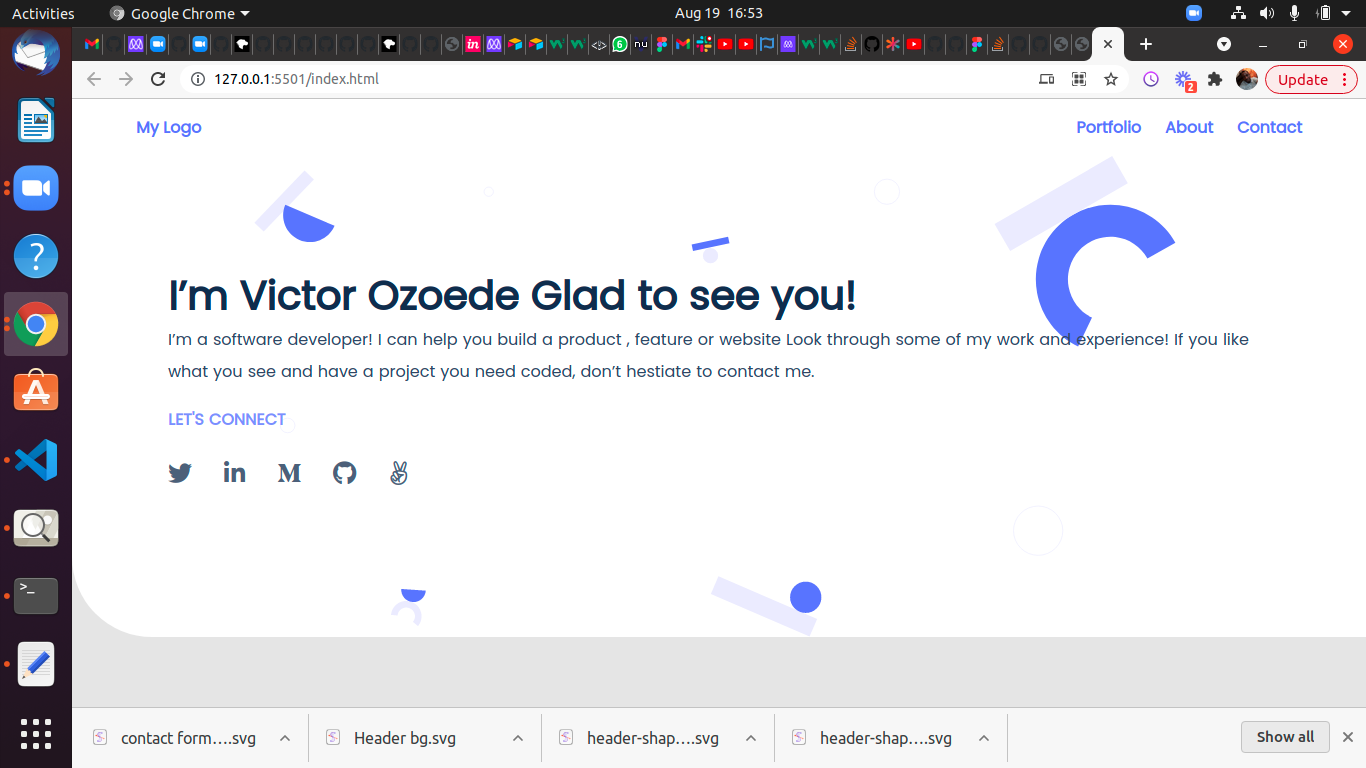 Activities
Google Chrome
Aug 19 16:53
in
6
nu
127.0.0.1:5501/index.html
2
Update
My Logo
Portfolio
About
Contact
I’m Victor Ozoede Glad to see you!
I’m a software developer! I can help you build a product , feature or website Look through some of my work and experience! If you like
what you see and have a project you need coded, don’t hestiate to contact me.
LET'S CONNECT
>_
contact form….svg
Header bg.svg
header-shap….svg
header-shap….svg
Show all